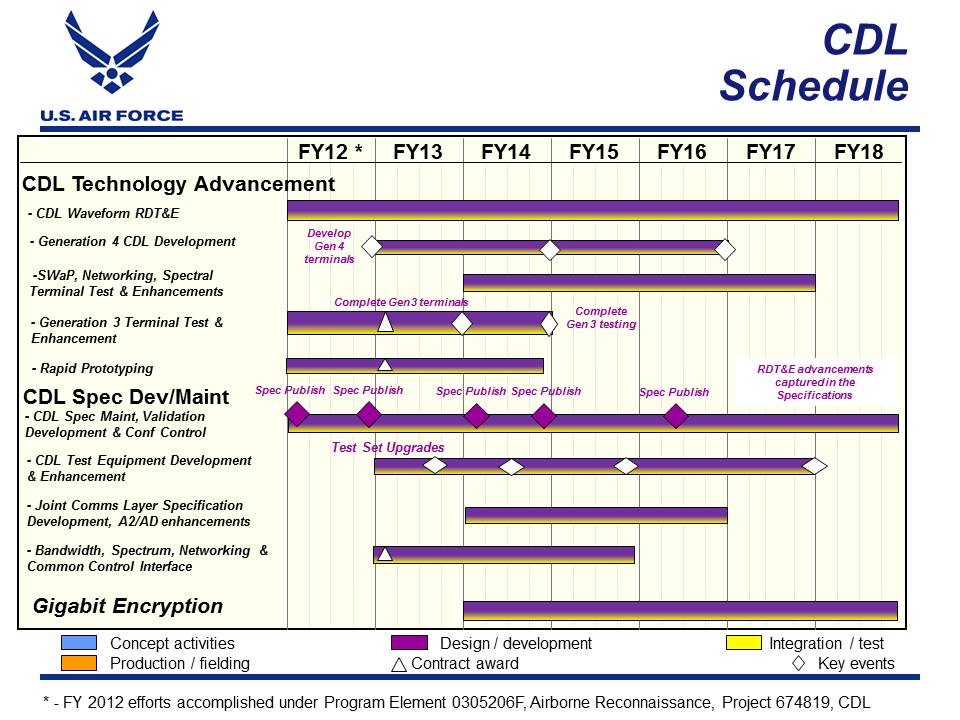 CDL
Schedule
U.S. AIR FORCE
FY12 * FY13 FY14 FY15 FY16 FY17 FY18
CDL Technology Advancement
- CDL Waveform RDT&E
- Generation 4 CDL Development
Develop
Gen 4
terminals
-SWaP, Networking, Spectral
Terminal Test & Enhancements
Complete Gen 3 terminals
- Generation 3 Terminal Test &
Enhancement
Complete
Gen 3 testing
- Rapid Prototyping
RDT&E advancements
captured in the
Specifications
CDL Spec Dev/Maint
Spec Publish Spec Publish Spec Publish Spec Publish Spec Publish
- CDL Spec Maint, Validation
Development & Conf Control
Test Set Upgrades
- CDL Test Equipment Development
& Enhancement
- Joint Comms Layer Specification
Development, A2/AD enhancements
- Bandwidth, Spectrum, Networking &
Common Control Interface
Gigabit Encryption
Concept activities Design / development Integration / test
Production / fielding Contract award Key events
* - FY 2012 efforts accomplished under Program Element 0305206F, Airborne Reconnaissance, Project 674819, CDL